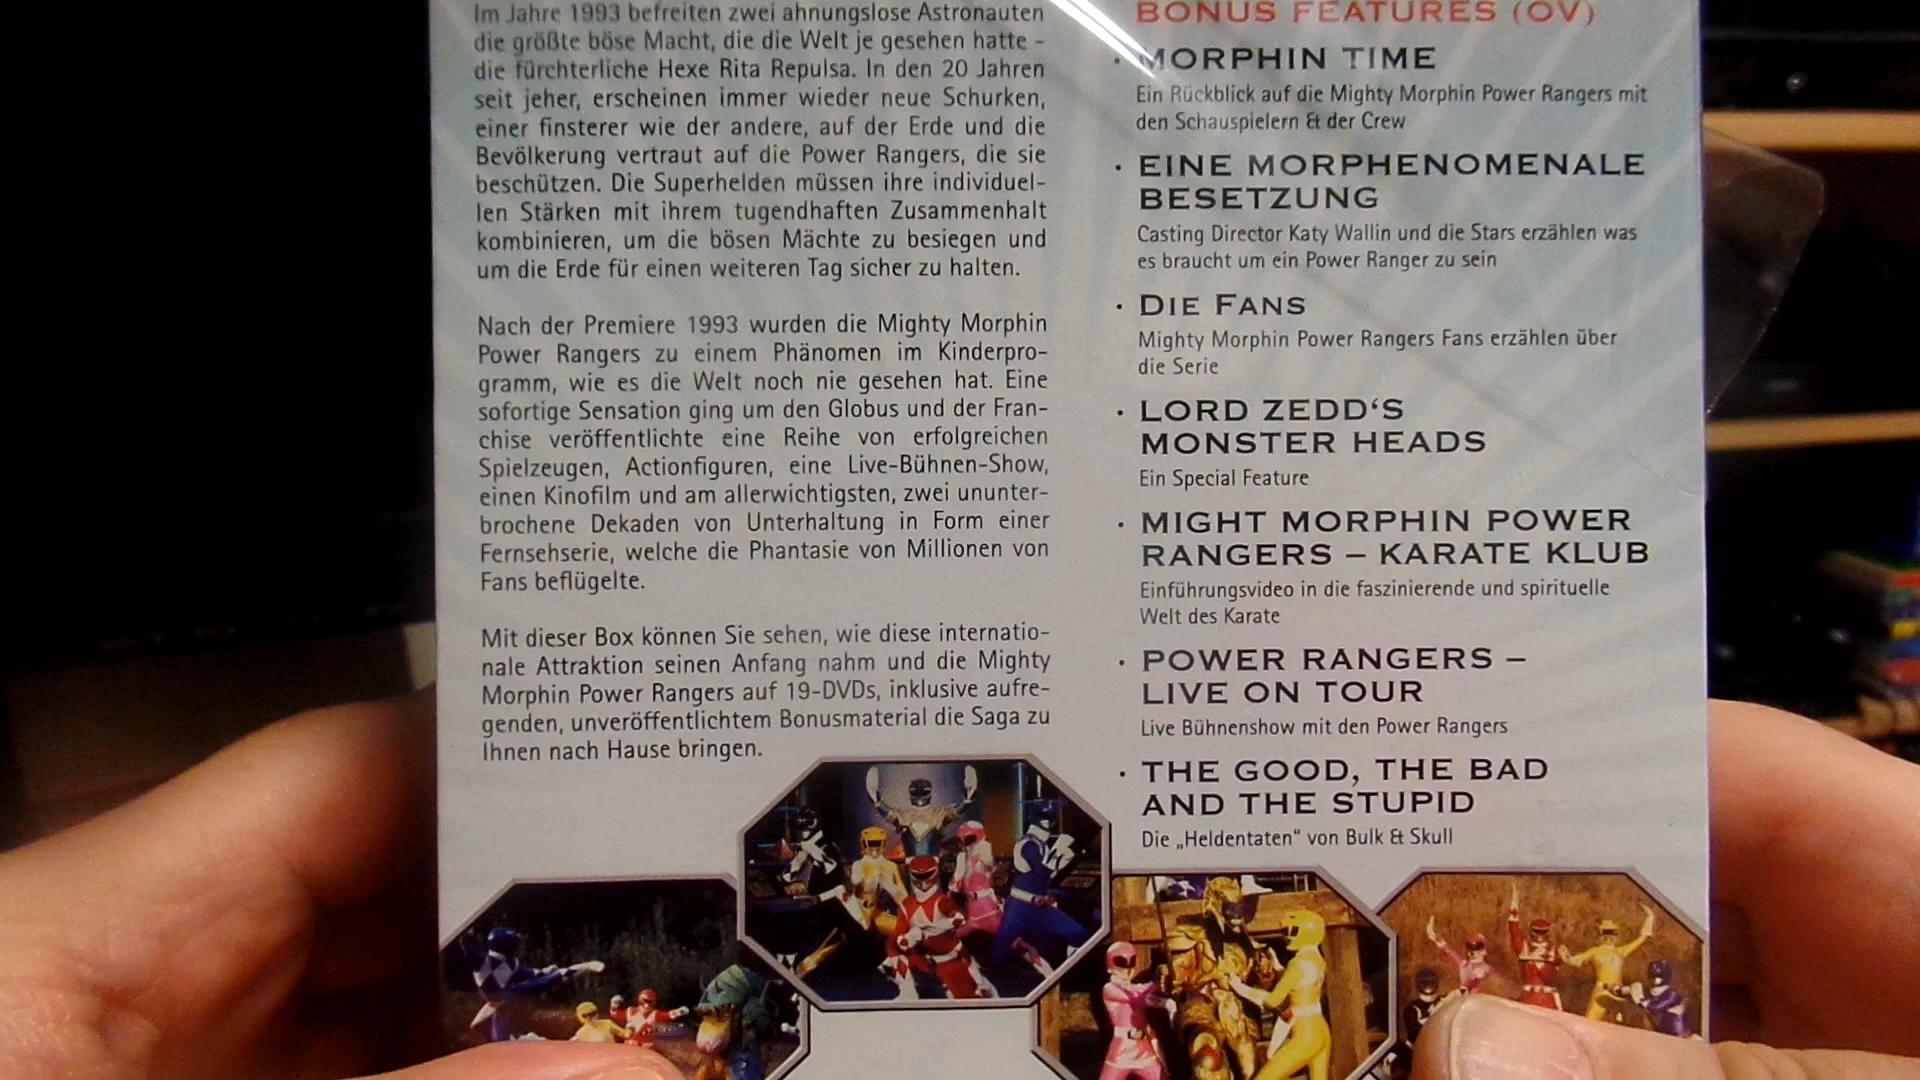 Im Jahre 1993 befreiten zwei ahnungslose Astronauten
die größte böse Macht, die die Welt je gesehen hatte –
die fürchterliche Hexe Rita Repulsa. In den 20 Jahren
seit jeher, erscheinen immer wieder neue Schurken,
einer finsterer wie der andere, auf der Erde und die
Bevölkerung vertraut auf die Power Rangers, die sie
beschützen. Die Superhelden müssen ihre individuel-
len Stärken mit ihrem tugendhaften Zusammenhalt
kombinieren, um die bösen Mächte zu besiegen und
um die Erde für einen weiteren Tag sicher zu halten.
Nach der Premiere 1993 wurden die Mighty Morphin
Power Rangers zu einem Phänomen im Kinderpro-
gramm, wie es die Welt noch nie gesehen hat. Eine
sofortige Sensation ging um den Globus und der Fran-
chise veröffentlichte eine Reihe von erfolgreichen
Spielzeugen, Actionfiguren, eine Live-Bühnen-Show,
einen Kinofilm und am allerwichtigsten, zwei ununter-
brochene Dekaden von Unterhaltung in Form einer
Fernsehserie, welche die Phantasie von Millionen von
Fans beflügelte.
Mit dieser Box können Sie sehen, wie diese internatio-
nale Attraktion seinen Anfang nahm und die Mighty
Morphin Power Rangers auf 19-DVDs, inklusive aufre-
genden, unveröffentlichtem Bonusmaterial die Saga zu
Ihnen nach Hause bringen.
BONUS FEATURES (OV)
· MORPHIN TIME
Ein Rückblick auf die Mighty Morphin Power Rangers mit
den Schauspielern & der Crew
· EINE MORPHENOMENALE
BESETZUNG
Casting Director Katy Wallin und die Stars erzählen was
es braucht um ein Power Ranger zu sein
· DIE FANS
Mighty Morphin Power Rangers Fans erzählen über
die Serie
· LORD ZEDD‘S
MONSTER HEADS
Ein Special Feature
· MIGHT MORPHIN POWER
RANGERS – KARATE KLUB
Einführungsvideo in die faszinierende und spirituelle
Welt des Karate
· POWER RANGERS –
LIVE ON TOUR
Live Bühnenshow mit den Power Rangers
· THE GOOD, THE BAD
AND THE STUPID
Die „Heldentaten“ von Bulk & Skull